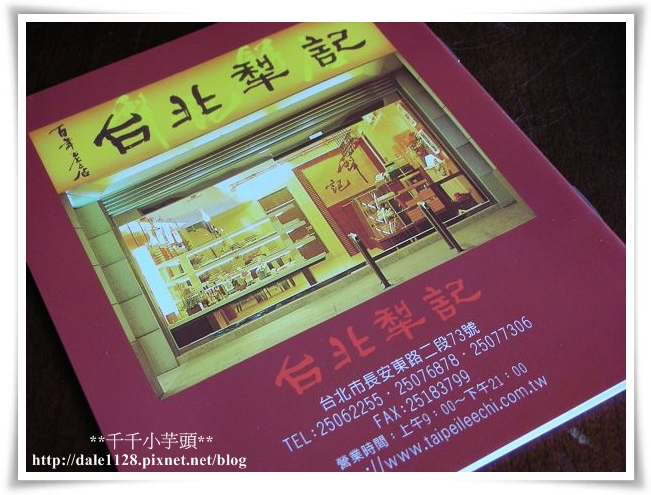 台北犁記
百年老店
犁記
台北犁記
台北市長安東路二段73號
TEL:25062255・25076878・25077306
FAX:25183799
營業時間：上午9：00～下午21：00
://www.taipeileechi.com.tw
**千千小芋頭**
http://dale1128.pixnet.net/blog